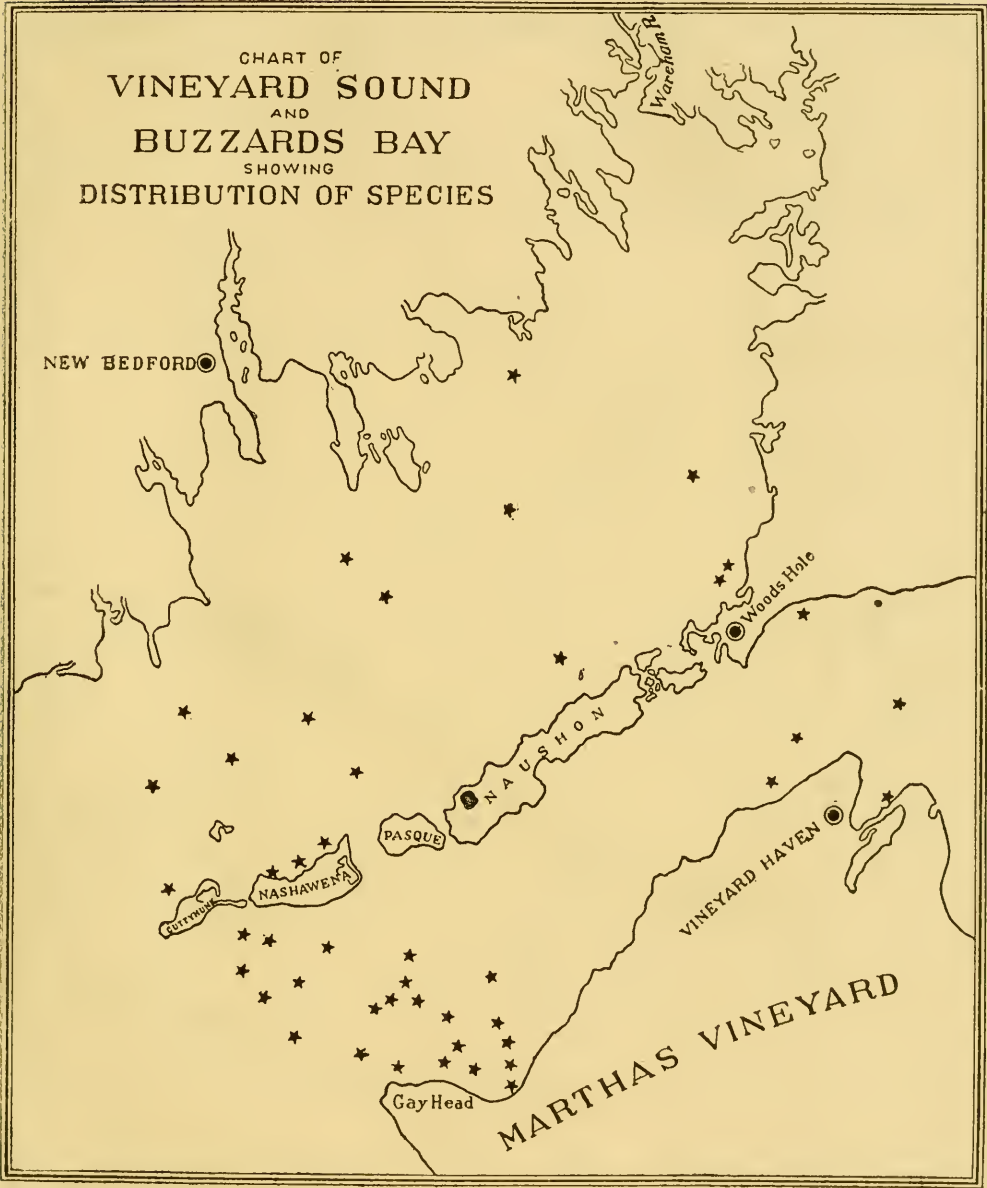 CHART OF
VINEYARD SOUND
AND
BUZZARDS BAY
SHOWING
DISTRIBUTION OF SPECIES
Wareham R
NEW BEDFORD
Woods Hole
NAUSHON
PASQUE
NASHAWENA
CUTTYHUNK
VINEYARD HAVEN
MARTHAS VINEYARD
Gay Head